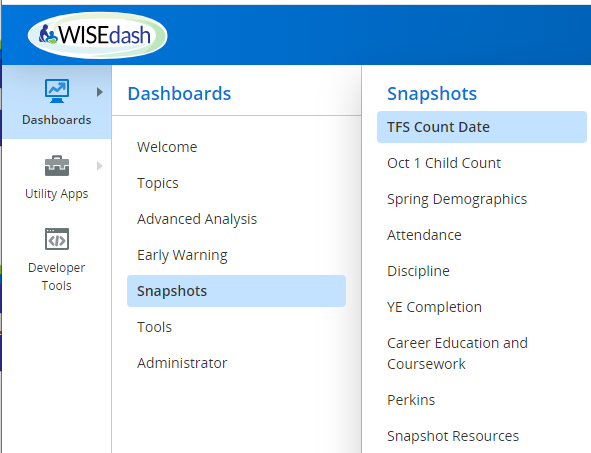 WISEdash
Dashboards
Utility Apps
Developer
Tools
Dashboards
Welcome
Topics
Advanced Analysis
Early Warning
Snapshots
Tools
Administrator
Snapshots
TFS Count Date
Oct 1 Child Count
Spring Demographics
Attendance
Discipline
YE Completion
Career Education and
Coursework
Perkins
Snapshot Resources